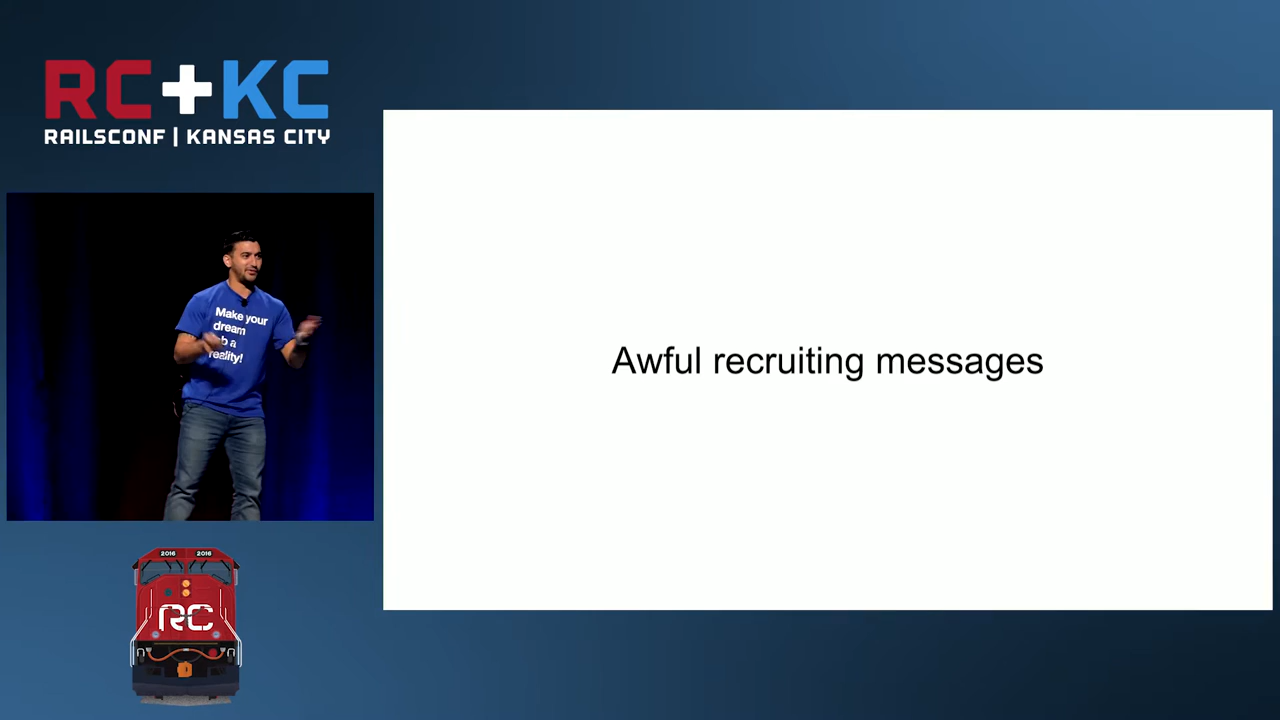 RC+KC
RAILSCONF | KANSAS CITY
Make your
dream
a
reality!
Awful recruiting messages
2016 2016
RC